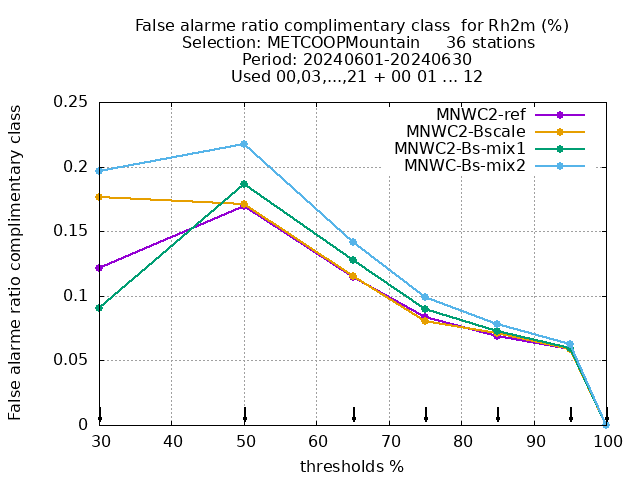 False alarme ratio complimentary class  for Rh2m (%)
Selection: METCOOPMountain     36 stations
Period: 20240601-20240630
Used 00,03,...,21 + 00 01 ... 12
False alarme ratio complimentary class
0.25
0.2
0.15
0.1
0.05
0
MNWC2-ref
MNWC2-Bscale
MNWC2-Bs-mix1
MNWC-Bs-mix2
30 40 50 60 70 80 90 100
thresholds %